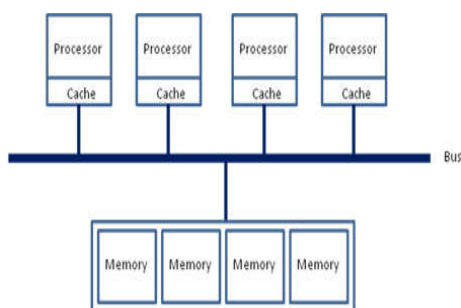 Processor Processor Processor Processor
Cache Cache Cache Cache
Bus
Memory Memory Memory Memory